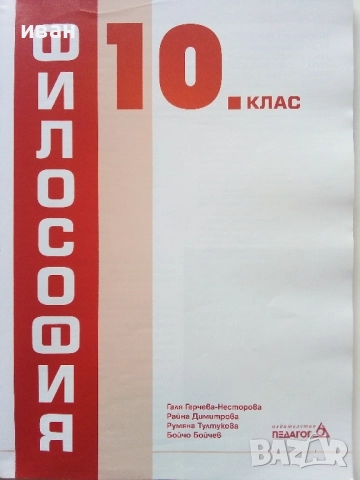 иван
ФИЛОСОФИЯ
10. КЛАС
Галя Герчева-Несторова
Райна Димитрова
Румяна Тултукова
Бойчо Бойчев
издателство
ПЕДАГОГ 6
BAZAR